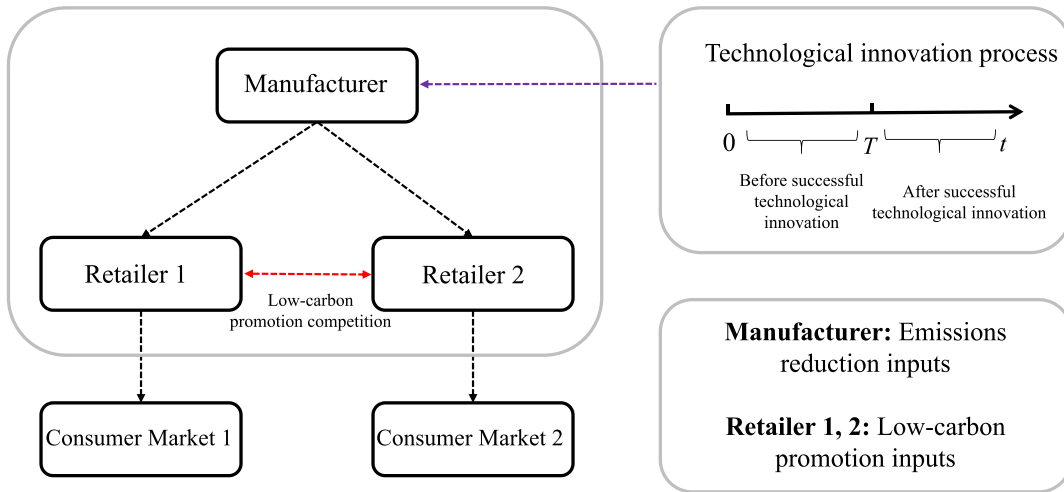 Manufacturer
Retailer 1
Retailer 2
Low-carbon
promotion competition
Consumer Market 1
Consumer Market 2
Technological innovation process
0
T
t
Before successful
technological
innovation
After successful
technological innovation
Manufacturer: Emissions
reduction inputs
Retailer 1, 2: Low-carbon
promotion inputs